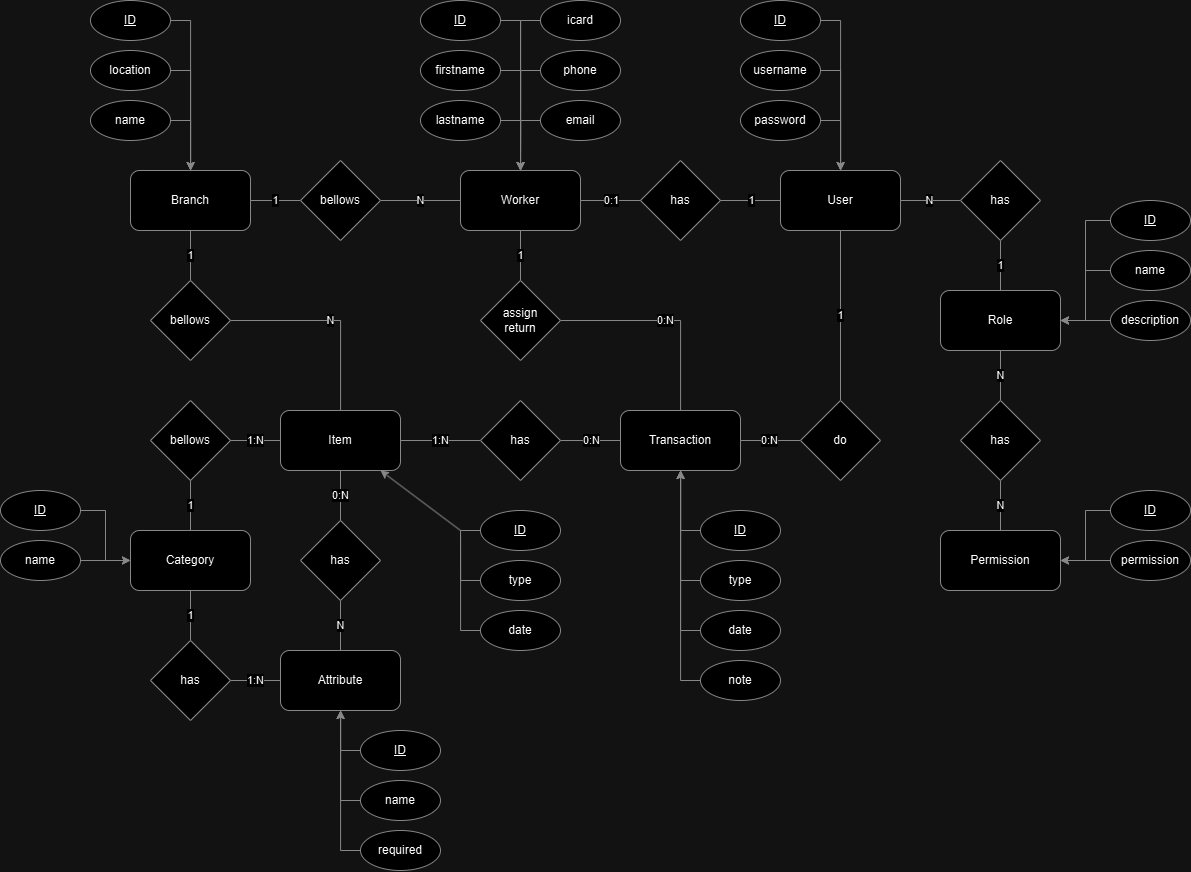 ID
icard
ID
location
firstname
phone
username
name
lastname
email
password
Branch
1
bellows
N
Worker
0:1
has
1
User
N
has
ID
1
1
1
name
bellows
N
assign
return
0:N
1
Role
description
N
bellows
1:N
Item
1:N
has
0:N
Transaction
0:N
do
has
ID
1
0:N
N
ID
ID
ID
name
Category
has
type
type
Permission
permission
1
N
date
date
has
1:N
Attribute
note
ID
name
required
ID